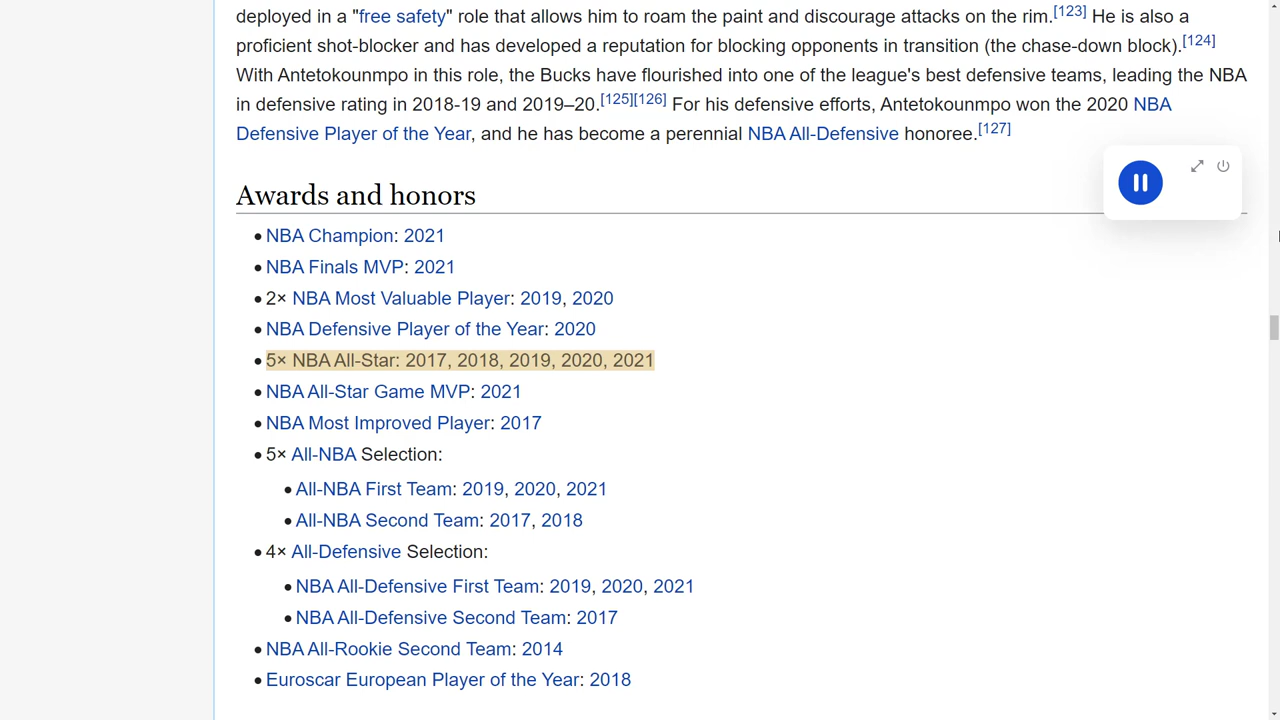 deployed in a "free safety" role that allows him to roam the paint and discourage attacks on the rim.[123] He is also a
proficient shot-blocker and has developed a reputation for blocking opponents in transition (the chase-down block).[124]
With Antetokounmpo in this role, the Bucks have flourished into one of the league's best defensive teams, leading the NBA
in defensive rating in 2018-19 and 2019–20.[125][126] For his defensive efforts, Antetokounmpo won the 2020 NBA
Defensive Player of the Year, and he has become a perennial NBA All-Defensive honoree.[127]
Awards and honors
• NBA Champion: 2021
• NBA Finals MVP: 2021
• 2× NBA Most Valuable Player: 2019, 2020
• NBA Defensive Player of the Year: 2020
• 5× NBA All-Star: 2017, 2018, 2019, 2020, 2021
• NBA All-Star Game MVP: 2021
• NBA Most Improved Player: 2017
• 5× All-NBA Selection:
• All-NBA First Team: 2019, 2020, 2021
• All-NBA Second Team: 2017, 2018
• 4× All-Defensive Selection:
• NBA All-Defensive First Team: 2019, 2020, 2021
• NBA All-Defensive Second Team: 2017
• NBA All-Rookie Second Team: 2014
• Euroscar European Player of the Year: 2018